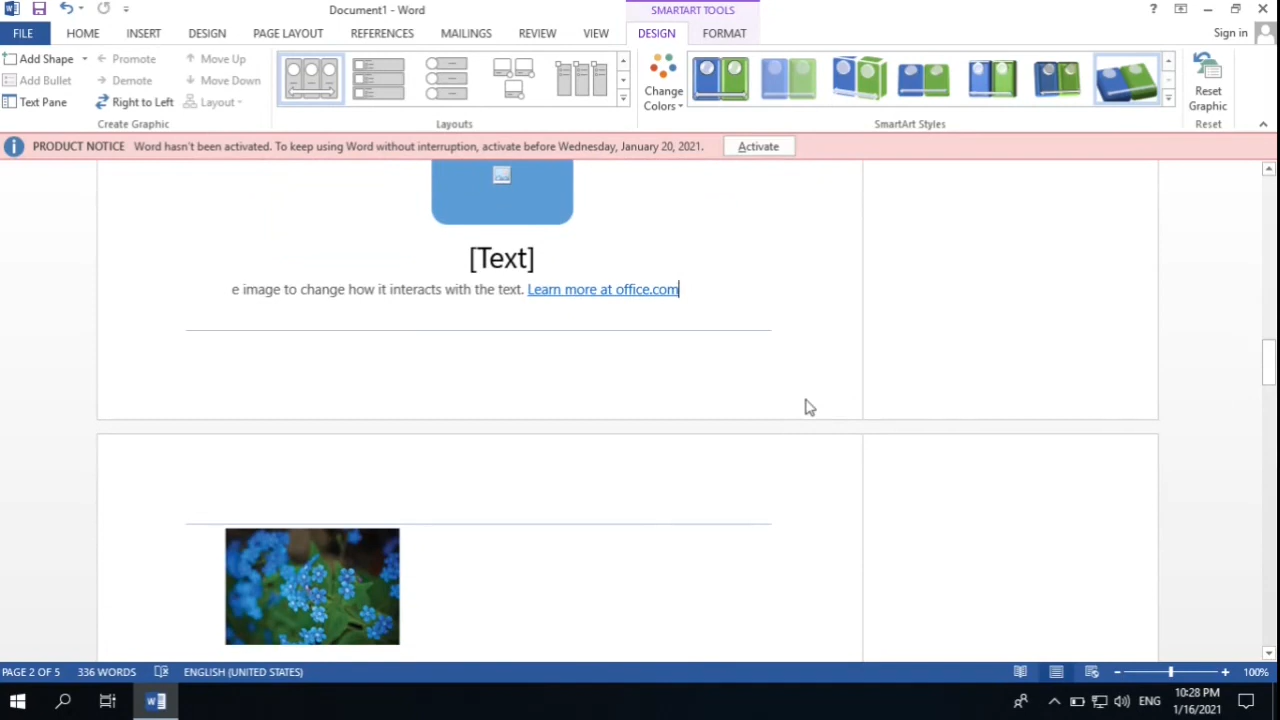 Document1 - Word
SMARTART TOOLS
?
FILE
HOME
INSERT
DESIGN
PAGE LAYOUT
REFERENCES
MAILINGS
REVIEW
VIEW
DESIGN
FORMAT
Sign in
Add Shape
Promote
Move Up
Add Bullet
Demote
Move Down
Text Pane
Right to Left
Layout
Change
Colors
Reset
Graphic
Create Graphic
Layouts
SmartArt Styles
Reset
PRODUCT NOTICE Word hasn't been activated. To keep using Word without interruption, activate before Wednesday, January 20, 2021.
Activate
[Text]
e image to change how it interacts with the text. Learn more at office.com
PAGE 2 OF 5
336 WORDS
ENGLISH (UNITED STATES)
100%
ENG
10:28 PM
1/16/2021